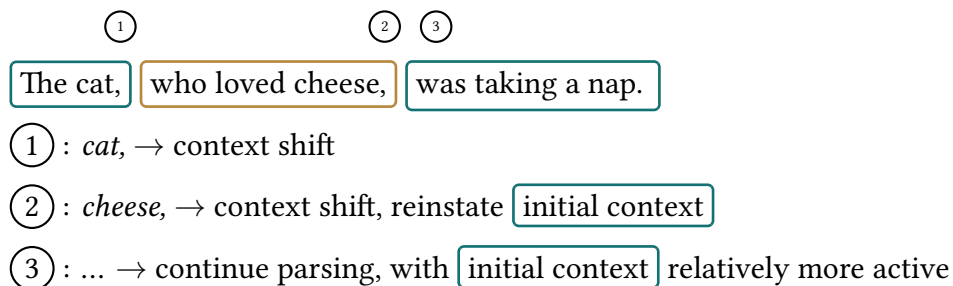 1 2 3
The cat, who loved cheese, was taking a nap.
1 : cat, → context shift
2 : cheese, → context shift, reinstate initial context
3 : ... → continue parsing, with initial context relatively more active